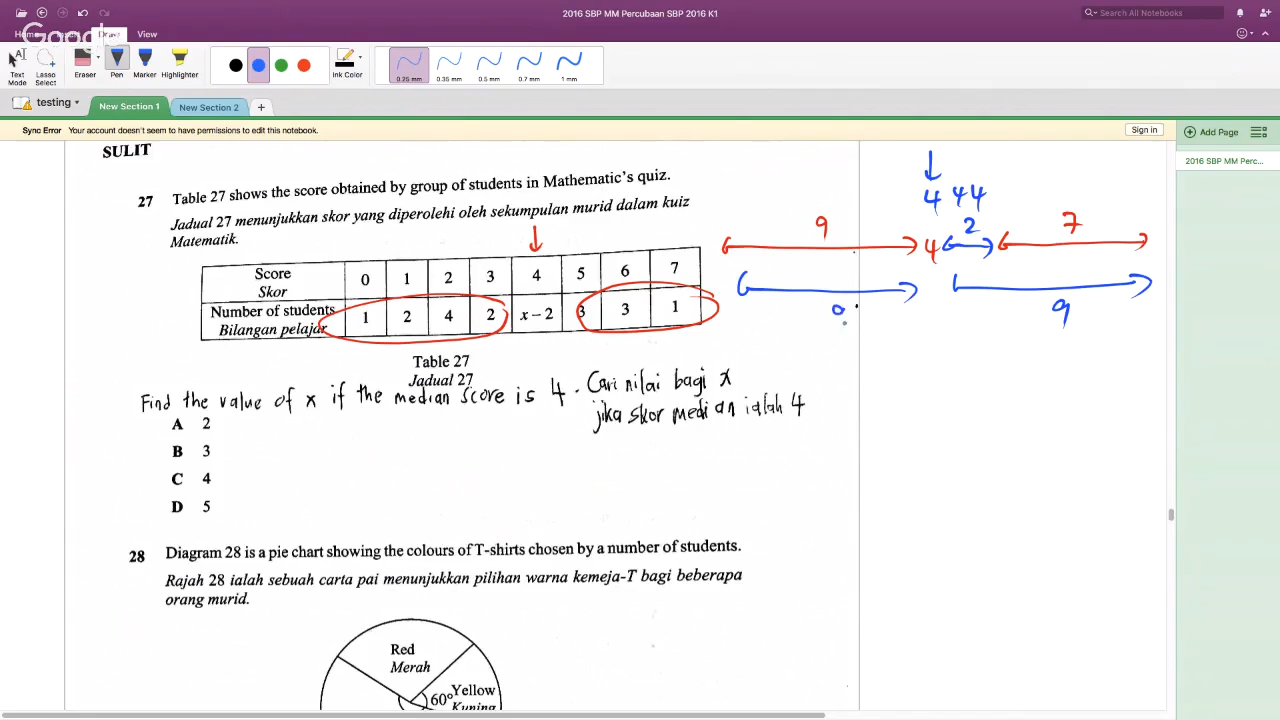 2016 SBP MM Percubaan SBP 2016 K1
Search All Notebooks
Draw View
Text Mode
Lasso Select
Eraser
Pen
Marker
Highlighter
Ink Color
0.25 mm
0.35 mm
0.5 mm
0.7 mm
1 mm
testing
New Section 1
New Section 2
Sync Error Your account doesn't seem to have permissions to edit this notebook.
Sign in
Add Page
2016 SBP MM Perc...
SULIT
27 Table 27 shows the score obtained by group of students in Mathematic's quiz.
Jadual 27 menunjukkan skor yang diperolehi oleh sekumpulan murid dalam kuiz
Matematik.
Score 0 1 2 3 4 5 6 7
Skor
Number of students 1 2 4 2 x – 2 3 3 1
Bilangan pelajar
Table 27
Jadual 27
Find the value of x if the median score is 4. Cari nilai bagi x
jika skor median ialah 4
A 2
B 3
C 4
D 5
28 Diagram 28 is a pie chart showing the colours of T-shirts chosen by a number of students.
Rajah 28 ialah sebuah carta pai menunjukkan pilihan warna kemeja-T bagi beberapa
orang murid.
Red
Merah
60° Yellow
Kuning
4 44
9 4 2 7
9